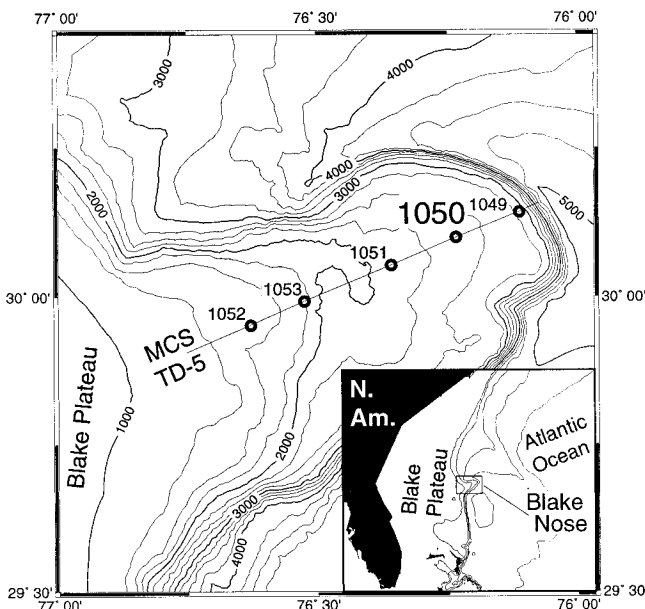 77° 00'
76° 30'
76° 00'
3000
4000
2000
4000
3000
1050
1049
5000
1051
30° 00'
30° 00'
1053
1052
MCS
TD-5
Blake Plateau
1000
2000
3000
4000
N.
Am.
Atlantic
Ocean
Blake
Plateau
Blake
Nose
29° 30'
29° 30'
77° 00'
76° 30'
76° 00'